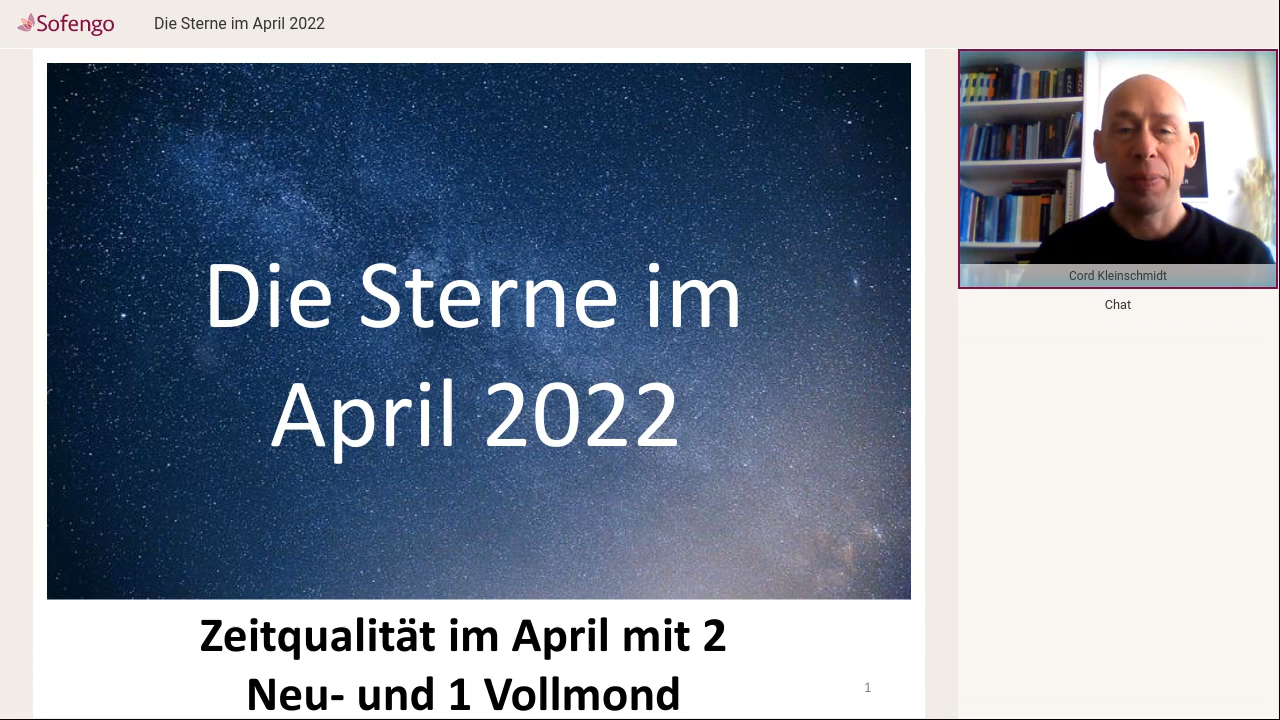 Sofengo
Die Sterne im April 2022
Die Sterne im
April 2022
Zeitqualität im April mit 2
Neu- und 1 Vollmond
1
Cord Kleinschmidt
Chat